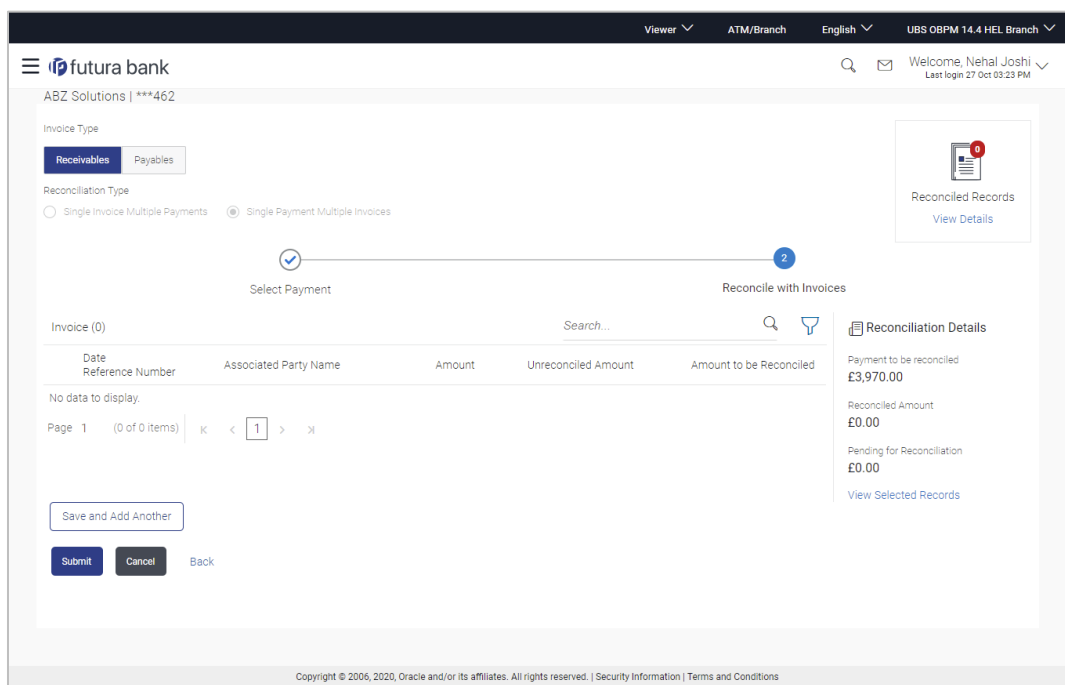 Viewer ATM/Branch English UBS OBPM 14.4 HEL Branch
futura bank
Welcome, Nehal Joshi
Last login 27 Oct 03:23 PM
ABZ Solutions | ***462
Invoice Type
Receivables Payables
Reconciliation Type
Single Invoice Multiple Payments Single Payment Multiple Invoices
0
Reconciled Records
View Details
2
Select Payment Reconcile with Invoices
Invoice (0) Search...
Date
Reference Number Associated Party Name Amount Unreconciled Amount Amount to be Reconciled
No data to display.
Page 1 (0 of 0 items) 1
Reconciliation Details
Payment to be reconciled
£3,970.00
Reconciled Amount
£0.00
Pending for Reconciliation
£0.00
View Selected Records
Save and Add Another
Submit Cancel Back
Copyright © 2006, 2020, Oracle and/or its affiliates. All rights reserved. | Security Information | Terms and Conditions